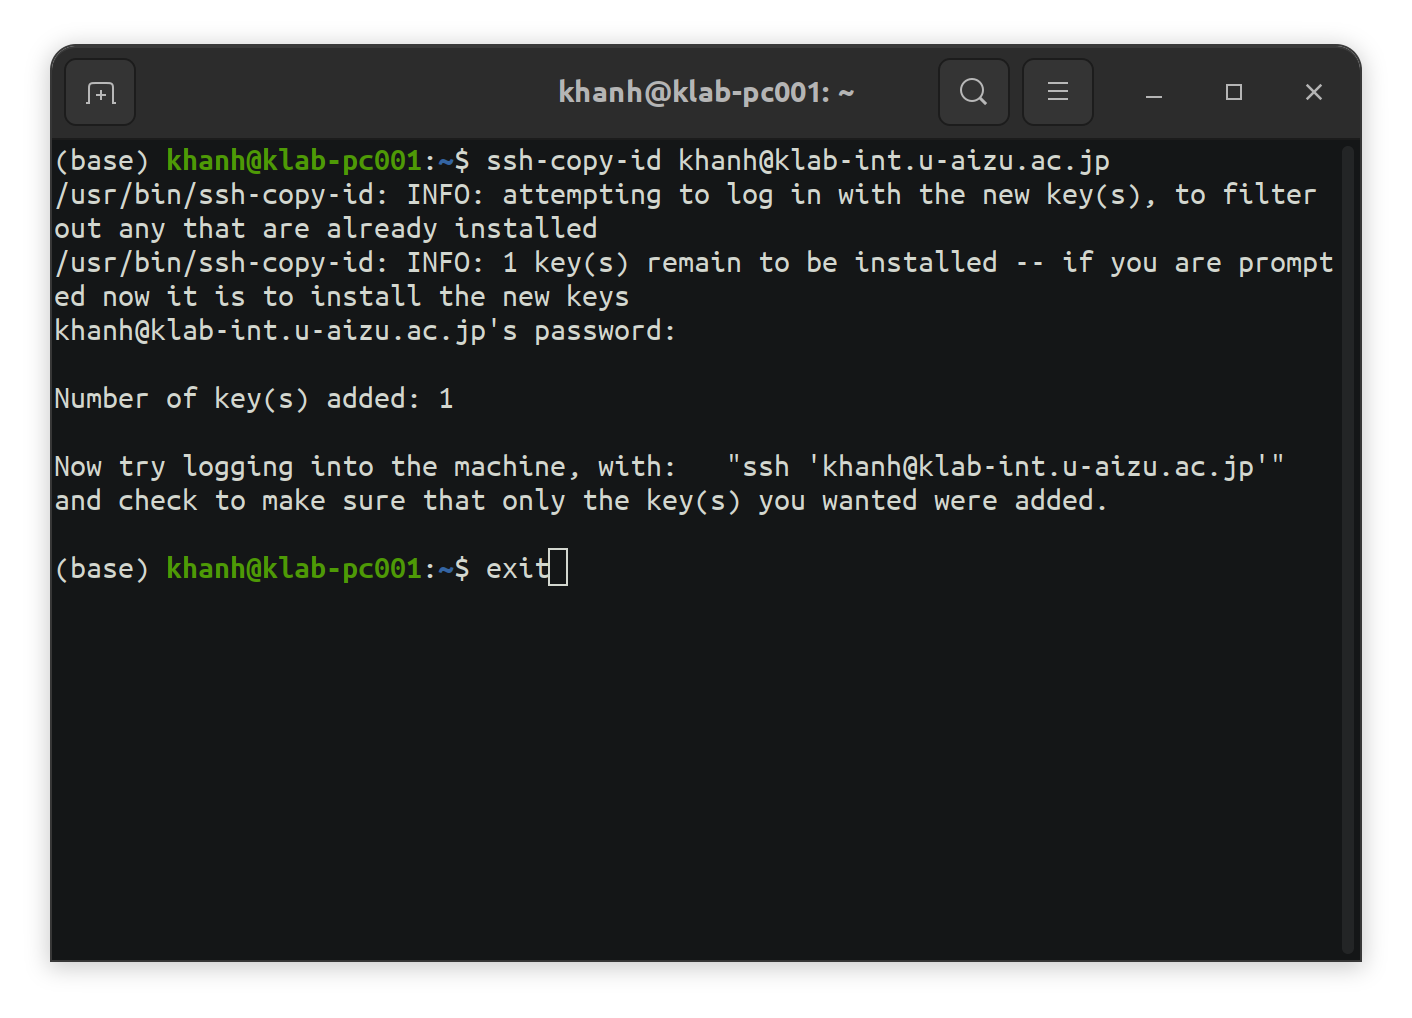 khanh@klab-pc001: ~
(base) khanh@klab-pc001:~$ ssh-copy-id khanh@klab-int.u-aizu.ac.jp
/usr/bin/ssh-copy-id: INFO: attempting to log in with the new key(s), to filter
out any that are already installed
/usr/bin/ssh-copy-id: INFO: 1 key(s) remain to be installed -- if you are prompt
ed now it is to install the new keys
khanh@klab-int.u-aizu.ac.jp's password:
Number of key(s) added: 1
Now try logging into the machine, with:   "ssh 'khanh@klab-int.u-aizu.ac.jp'"
and check to make sure that only the key(s) you wanted were added.
(base) khanh@klab-pc001:~$ exit